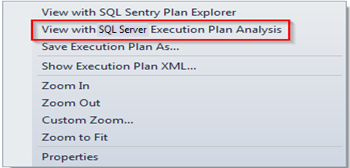 View with SQL Sentry Plan Explorer
View with SQL Server Execution Plan Analysis
Save Execution Plan As...
Show Execution Plan XML...
Zoom In
Zoom Out
Custom Zoom...
Zoom to Fit
Properties